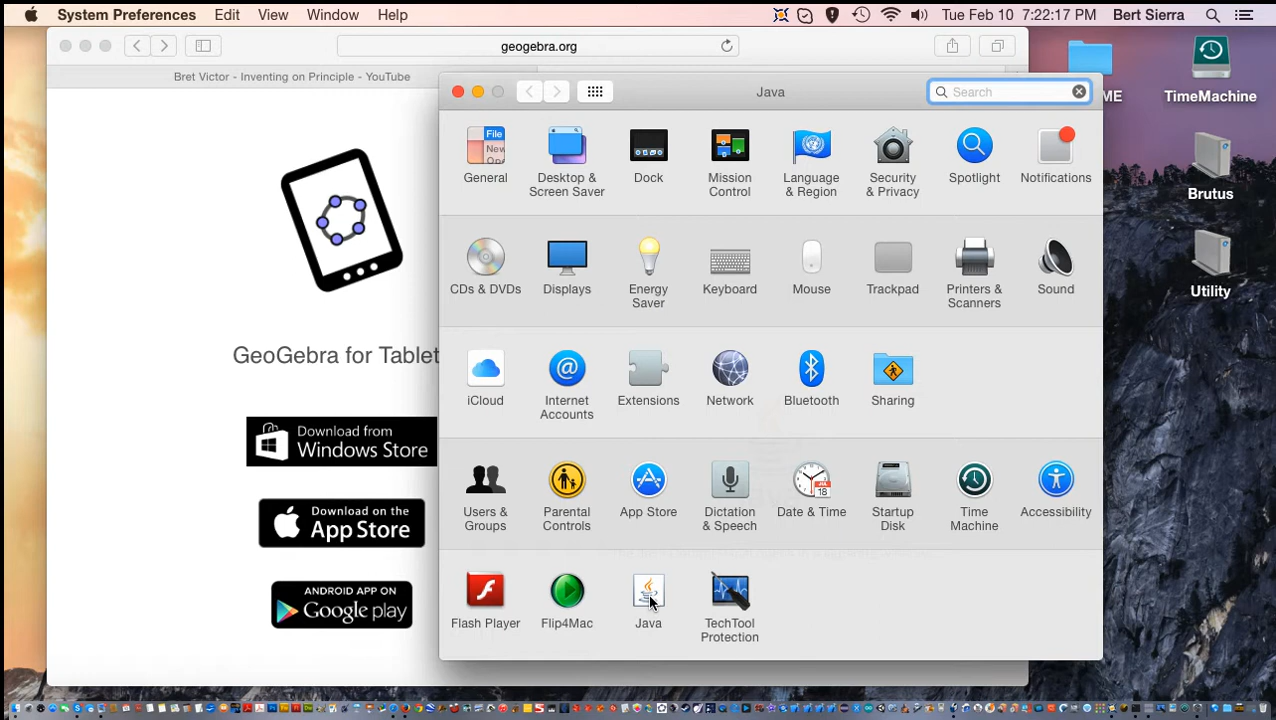 System Preferences Edit View Window Help
Tue Feb 10 7:22:17 PM Bert Sierra
geogebra.org
Bret Victor - Inventing on Principle - YouTube
Java
Search
ME
TimeMachine
Brutus
Utility
General
Desktop & Screen Saver
Dock
Mission Control
Language & Region
Security & Privacy
Spotlight
Notifications
CDs & DVDs
Displays
Energy Saver
Keyboard
Mouse
Trackpad
Printers & Scanners
Sound
iCloud
Internet Accounts
Extensions
Network
Bluetooth
Sharing
Users & Groups
Parental Controls
App Store
Dictation & Speech
Date & Time
Startup Disk
Time Machine
Accessibility
Flash Player
Flip4Mac
Java
TechTool Protection
File
New
JUL
18
GeoGebra for Tablet
Download from
Windows Store
Download on the
App Store
ANDROID APP ON
Google play